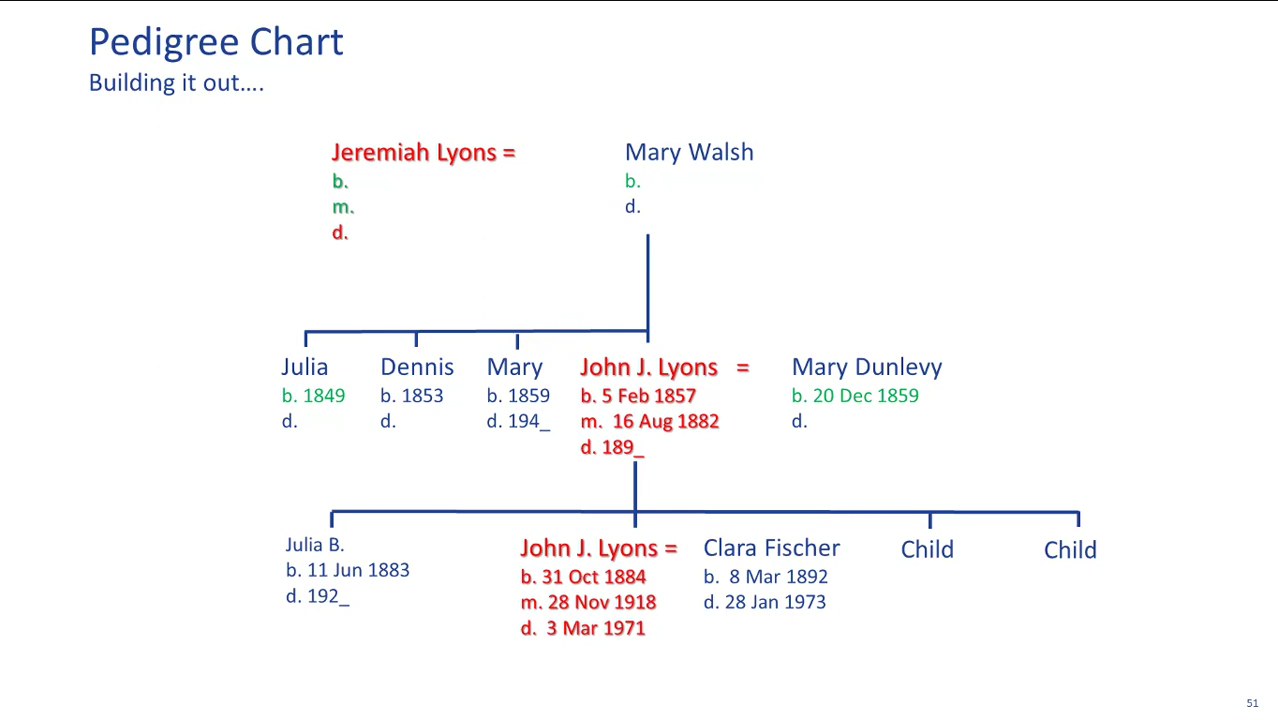 Pedigree Chart
Building it out….
Jeremiah Lyons = Mary Walsh
b. b.
m. d.
d.
Julia Dennis Mary John J. Lyons = Mary Dunlevy
b. 1849 b. 1853 b. 1859 b. 5 Feb 1857 b. 20 Dec 1859
d. d. d. 194_ m. 16 Aug 1882 d.
d. 189_
Julia B. John J. Lyons = Clara Fischer Child Child
b. 11 Jun 1883 b. 31 Oct 1884 b. 8 Mar 1892
d. 192_ m. 28 Nov 1918 d. 28 Jan 1973
d. 3 Mar 1971
51